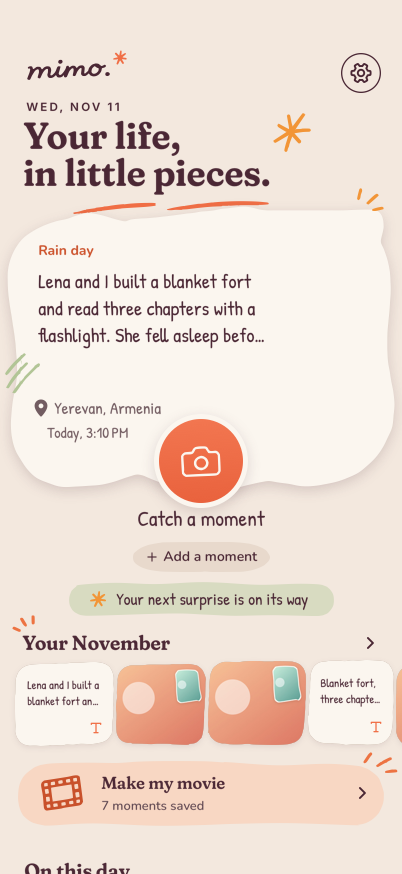 mimo.
WED, NOV 11
Your life,
in little pieces.
Rain day
Lena and I built a blanket fort
and read three chapters with a
flashlight. She fell asleep befo...
Yerevan, Armenia
Today, 3:10 PM
Catch a moment
+ Add a moment
Your next surprise is on its way
Your November
Lena and I built a
blanket fort an...
T
Blanket fort,
three chapte...
T
Make my movie
7 moments saved
On this day